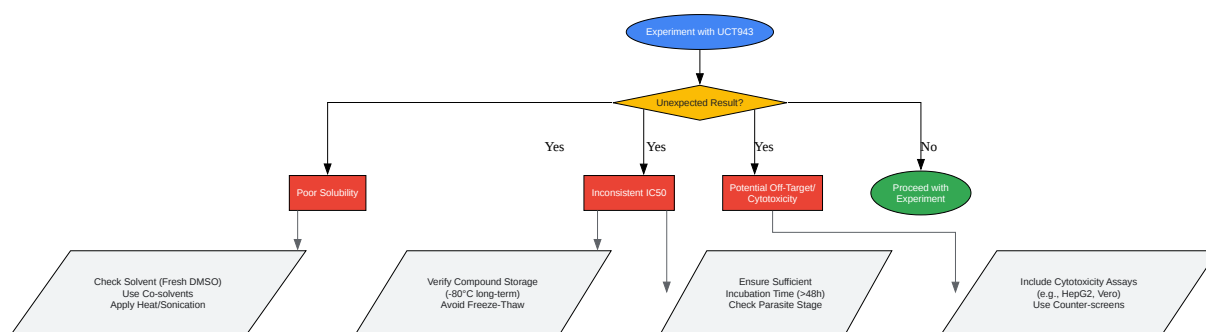 Experiment with UCT943
Unexpected Result?
Yes
Yes
Yes
No
Poor Solubility
Inconsistent IC50
Potential Off-Target/
Cytotoxicity
Proceed with
Experiment
Check Solvent (Fresh DMSO)
Use Co-solvents
Apply Heat/Sonication
Verify Compound Storage
(-80°C long-term)
Avoid Freeze-Thaw
Ensure Sufficient
Incubation Time (>48h)
Check Parasite Stage
Include Cytotoxicity Assays
(e.g., HepG2, Vero)
Use Counter-screens